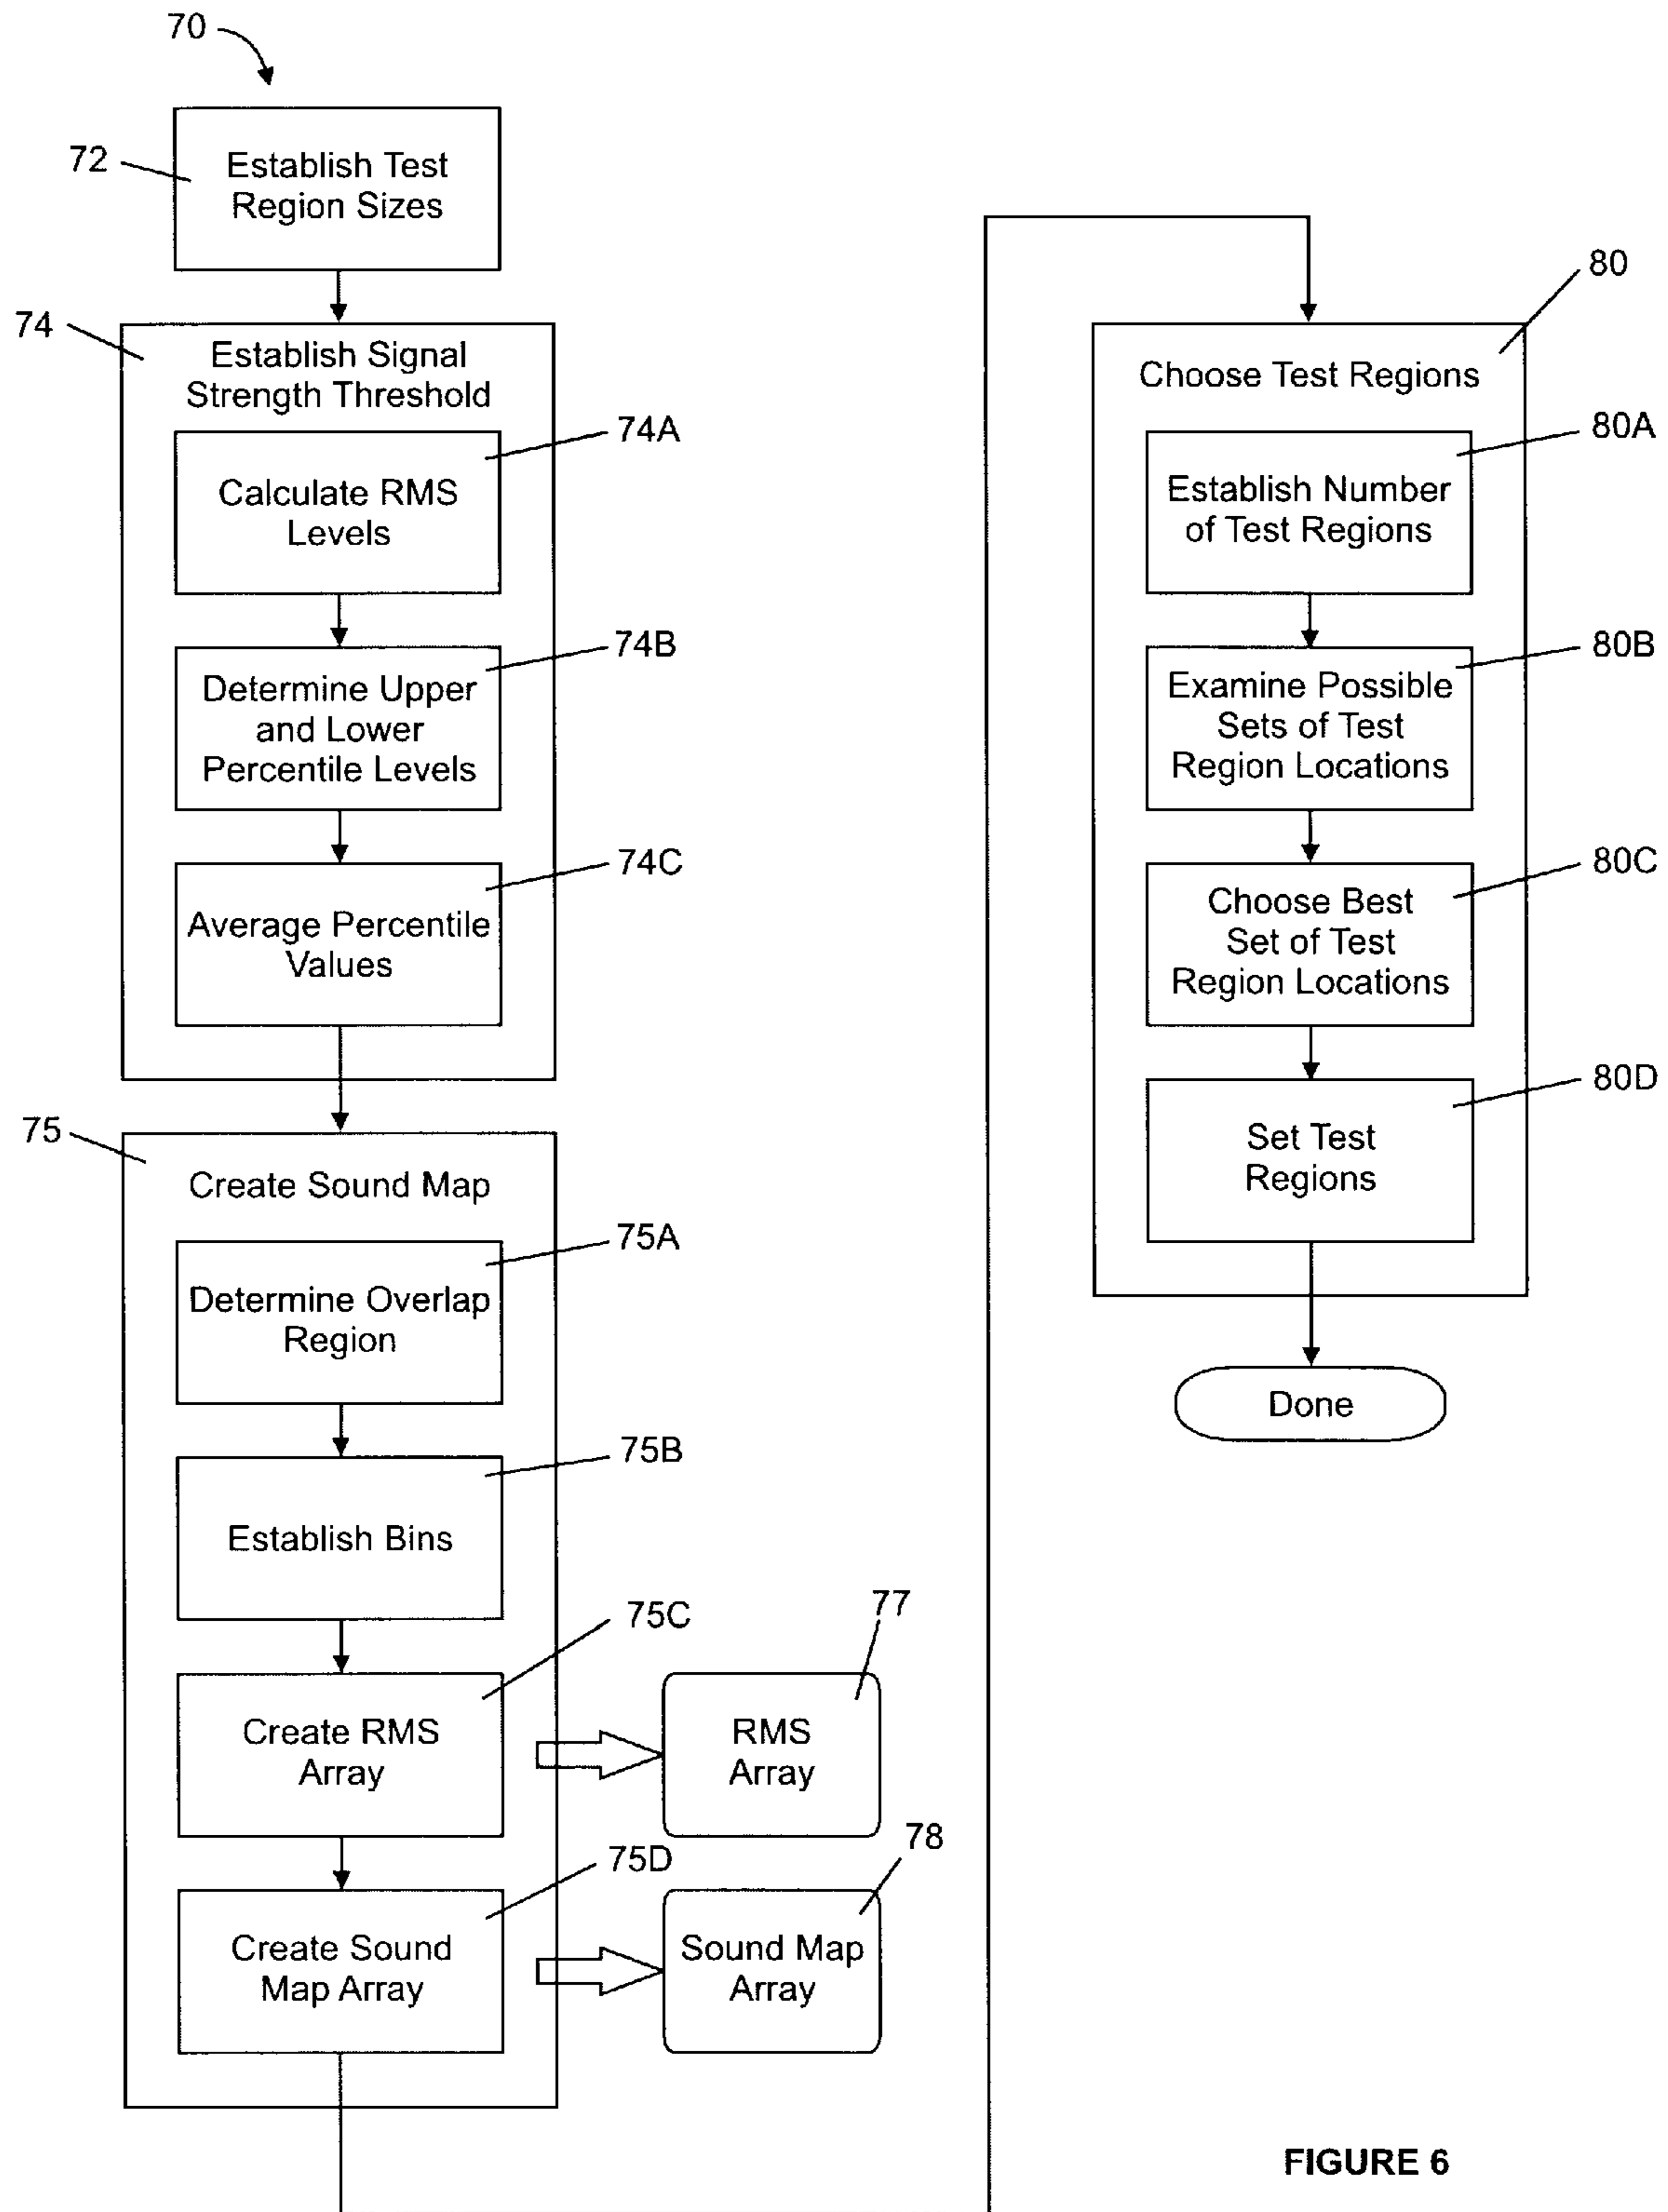 70
72
Establish Test
Region Sizes
74
Establish Signal
Strength Threshold
74A
Calculate RMS
Levels
74B
Determine Upper
and Lower
Percentile Levels
74C
Average Percentile
Values
75
Create Sound Map
75A
Determine Overlap
Region
75B
Establish Bins
75C
Create RMS
Array
77
RMS
Array
75D
Create Sound
Map Array
78
Sound Map
Array
80
Choose Test Regions
80A
Establish Number
of Test Regions
80B
Examine Possible
Sets of Test
Region Locations
80C
Choose Best
Set of Test
Region Locations
80D
Set Test
Regions
Done
FIGURE 6